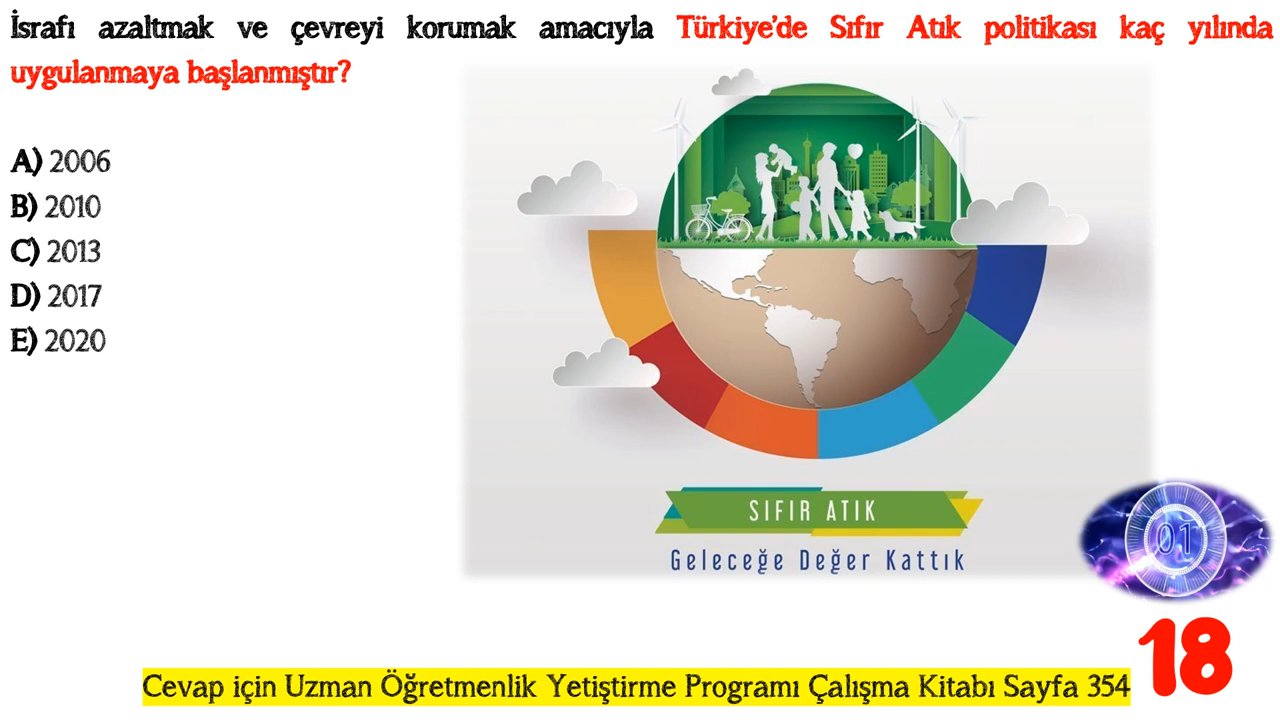 İsrafı azaltmak ve çevreyi korumak amacıyla Türkiye'de Sıfır Atık politikası kaç yılında
uygulanmaya başlanmıştır?
A) 2006
B) 2010
C) 2013
D) 2017
E) 2020
SIFIR ATIK
Geleceğe Değer Kattık
01
18
Cevap için Uzman Öğretmenlik Yetiştirme Programı Çalışma Kitabı Sayfa 354